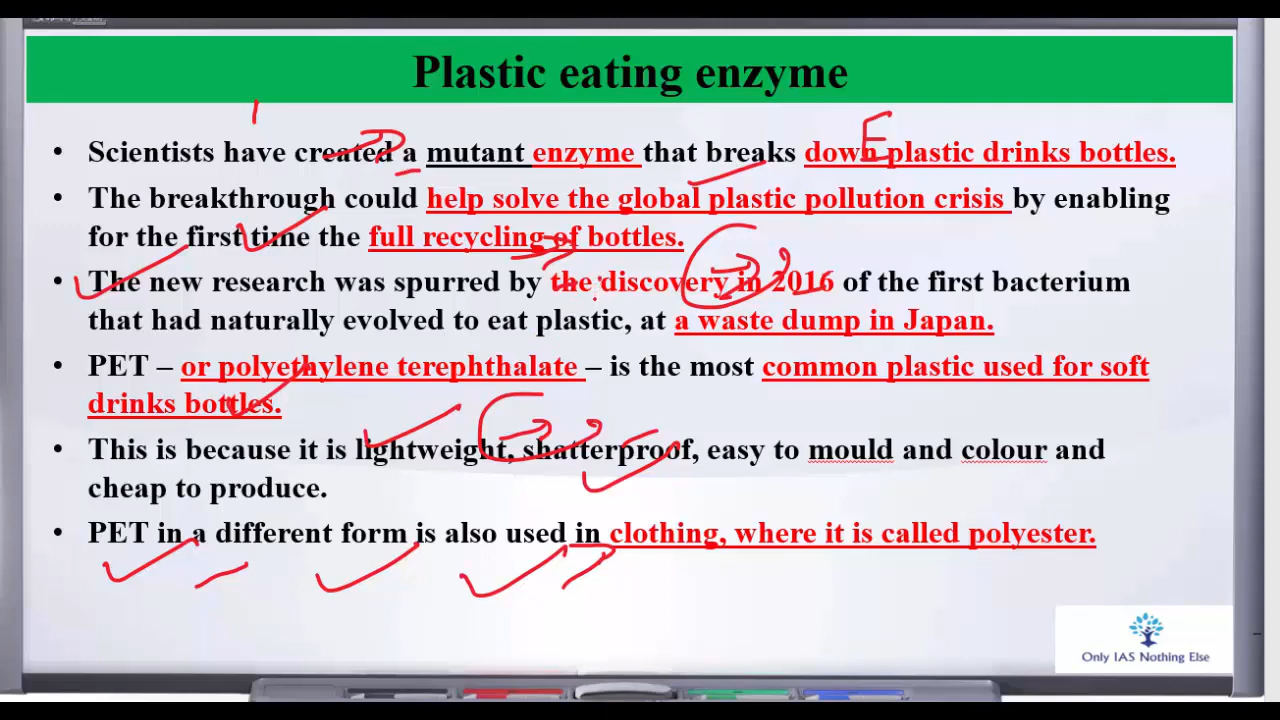 Plastic eating enzyme
• Scientists have created a mutant enzyme that breaks down plastic drinks bottles.
• The breakthrough could help solve the global plastic pollution crisis by enabling
for the first time the full recycling of bottles.
• The new research was spurred by the discovery in 2016 of the first bacterium
that had naturally evolved to eat plastic, at a waste dump in Japan.
• PET – or polyethylene terephthalate – is the most common plastic used for soft
drinks bottles.
• This is because it is lightweight, shatterproof, easy to mould and colour and
cheap to produce.
• PET in a different form is also used in clothing, where it is called polyester.
E
Only IAS Nothing Else